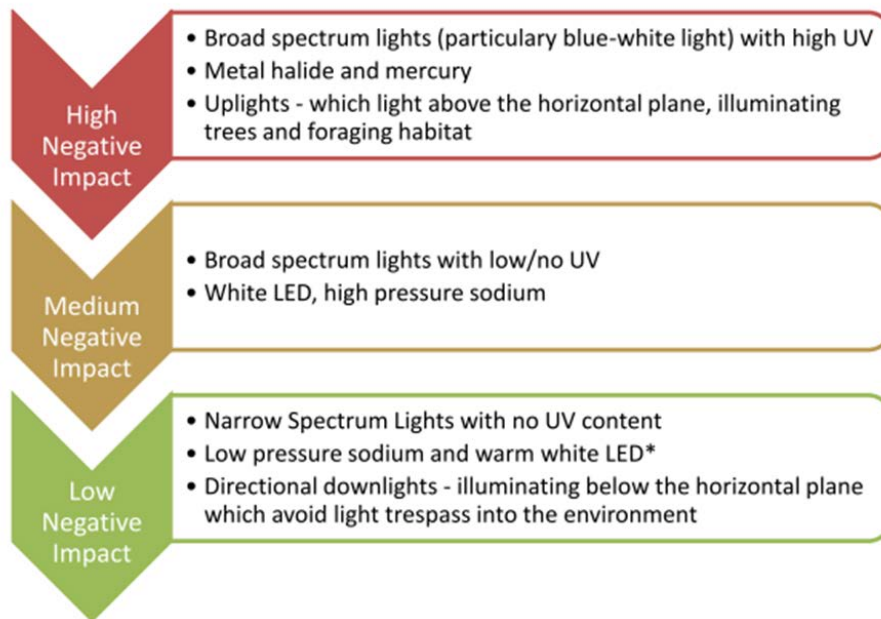 High
Negative
Impact
• Broad spectrum lights (particulary blue-white light) with high UV
• Metal halide and mercury
• Uplights - which light above the horizontal plane, illuminating
trees and foraging habitat
Medium
Negative
Impact
• Broad spectrum lights with low/no UV
• White LED, high pressure sodium
Low
Negative
Impact
• Narrow Spectrum Lights with no UV content
• Low pressure sodium and warm white LED*
• Directional downlights - illuminating below the horizontal plane
which avoid light trespass into the environment